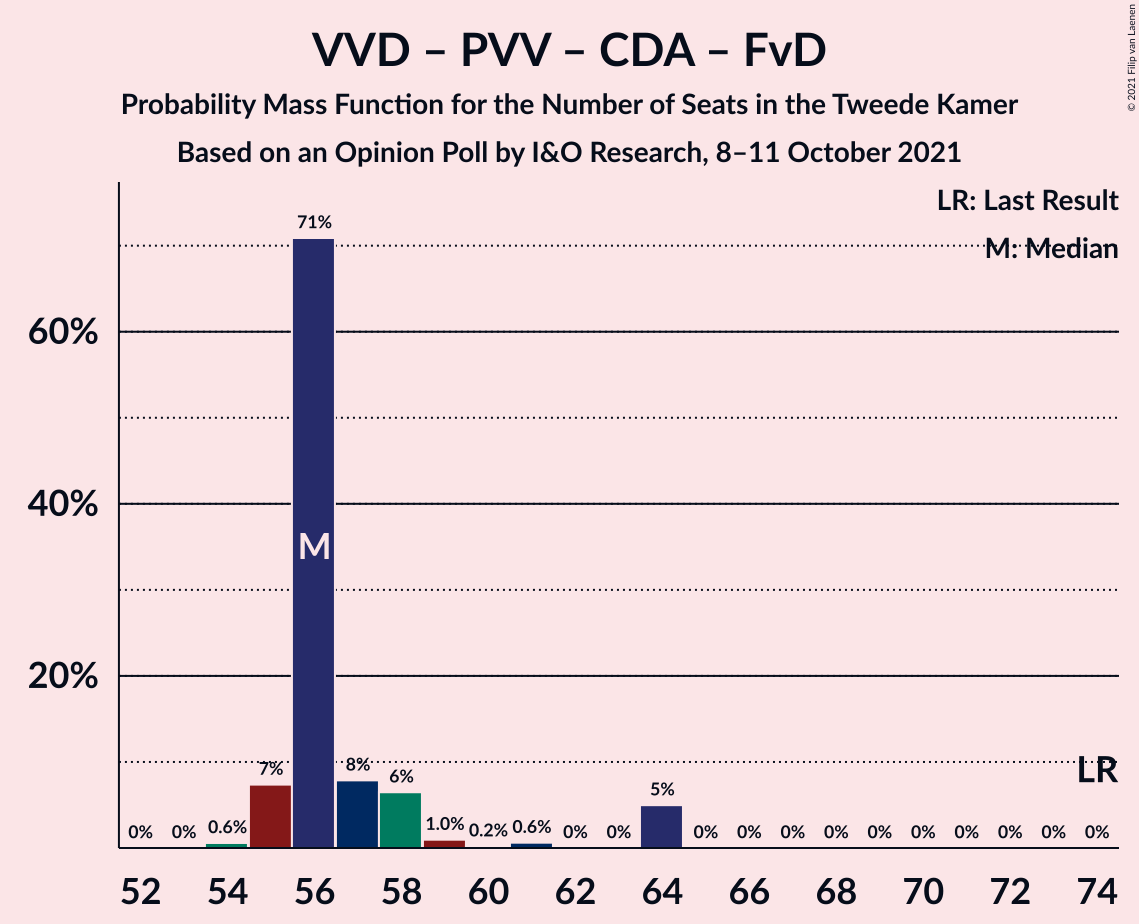 VVD – PVV – CDA – FvD
Probability Mass Function for the Number of Seats in the Tweede Kamer
Based on an Opinion Poll by I&O Research, 8–11 October 2021
© 2021 Filip van Laenen
LR: Last Result
M: Median
60%
40%
20%
0% 0% 0.6% 7% 71% 8% 6% 1.0% 0.2% 0.6% 0% 0% 5% 0% 0% 0% 0% 0% 0% 0% 0% 0% 0%
M
LR
52 54 56 58 60 62 64 66 68 70 72 74